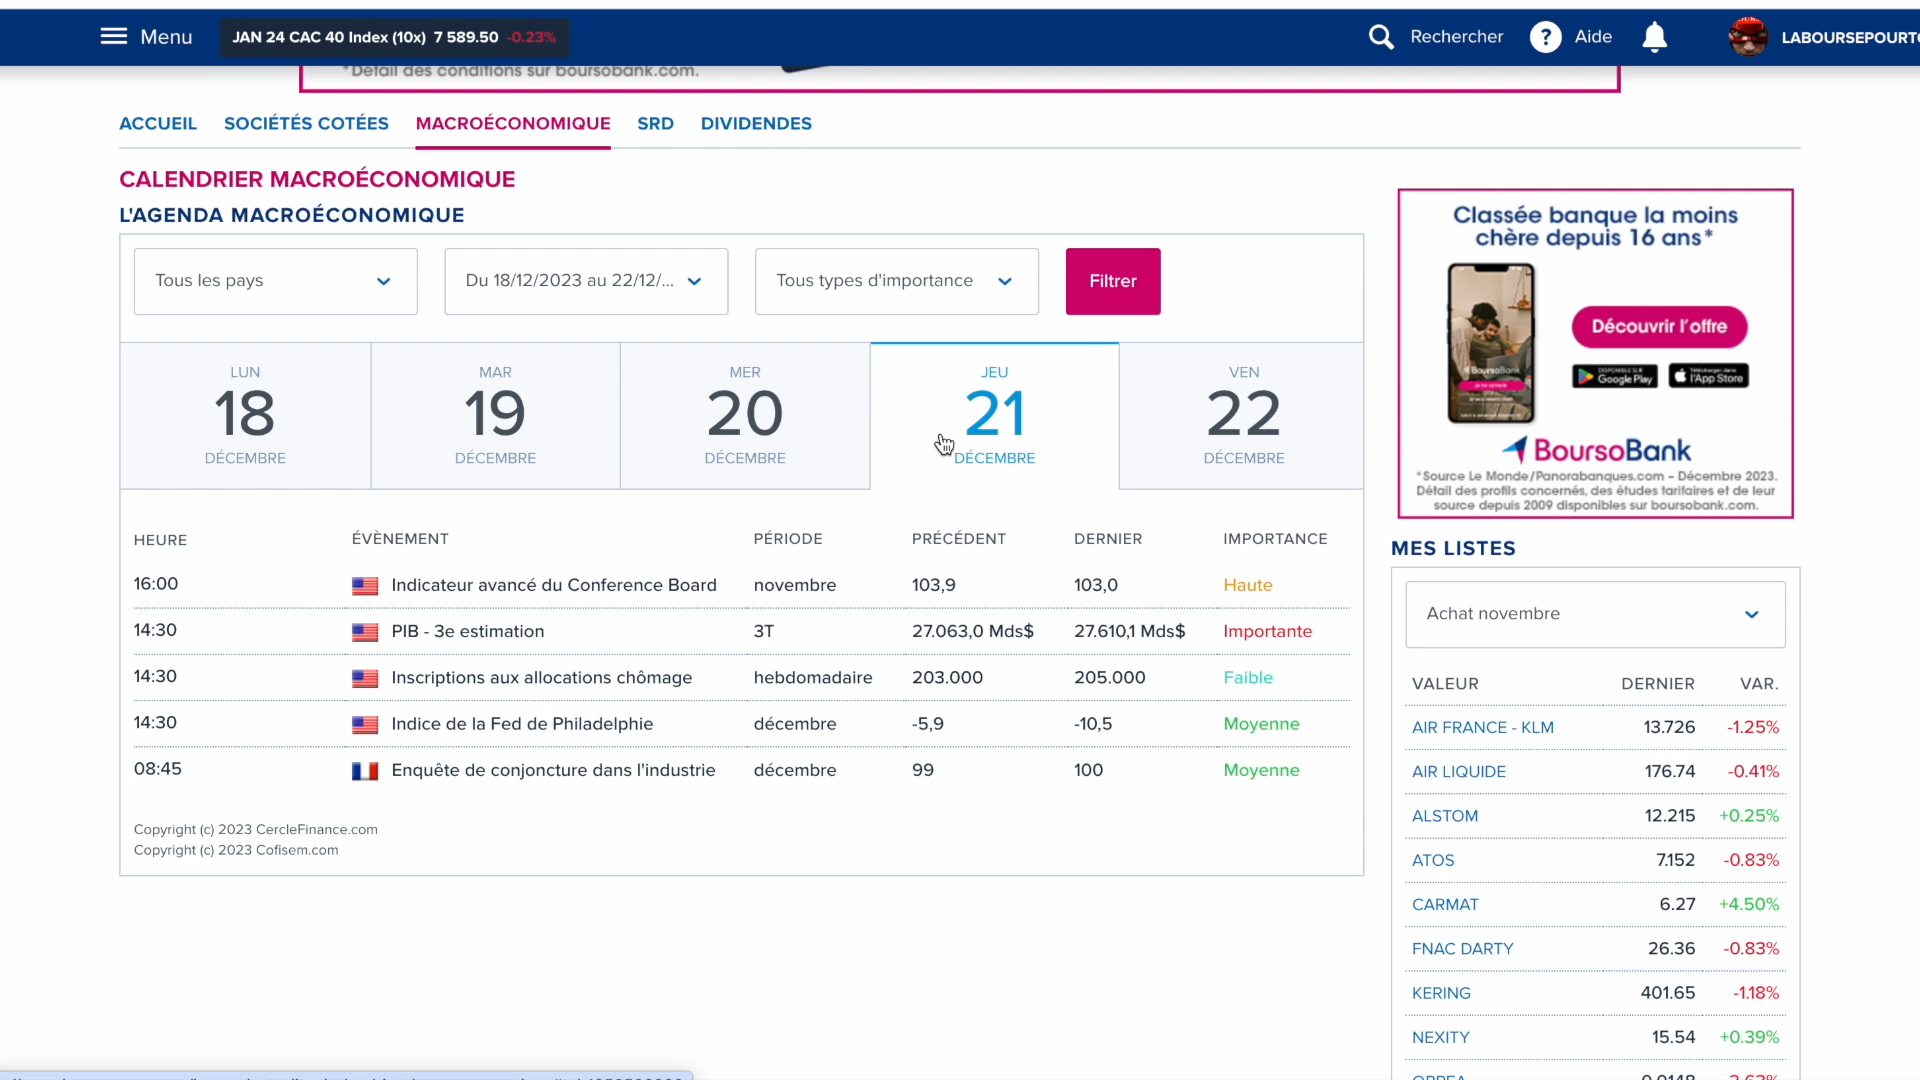 Menu
JAN 24 CAC 40 Index (10x) 7 589.50 -0.23%
Rechercher
? Aide
LABOURSEPOURT
*Détail des conditions sur boursobank.com.
ACCUEIL SOCIÉTÉS COTÉES MACROÉCONOMIQUE SRD DIVIDENDES
CALENDRIER MACROÉCONOMIQUE
L'AGENDA MACROÉCONOMIQUE
Tous les pays
Du 18/12/2023 au 22/12/...
Tous types d'importance
Filtrer
LUN
18
DÉCEMBRE
MAR
19
DÉCEMBRE
MER
20
DÉCEMBRE
JEU
21
DÉCEMBRE
VEN
22
DÉCEMBRE
HEURE ÉVÈNEMENT PÉRIODE PRÉCÉDENT DERNIER IMPORTANCE
16:00 Indicateur avancé du Conference Board novembre 103,9 103,0 Haute
14:30 PIB - 3e estimation 3T 27.063,0 Mds$ 27.610,1 Mds$ Importante
14:30 Inscriptions aux allocations chômage hebdomadaire 203.000 205.000 Faible
14:30 Indice de la Fed de Philadelphie décembre -5,9 -10,5 Moyenne
08:45 Enquête de conjoncture dans l'industrie décembre 99 100 Moyenne
Copyright (c) 2023 CercleFinance.com
Copyright (c) 2023 Cofisem.com
Classée banque la moins
chère depuis 16 ans*
BoursoBank
Découvrir l'offre
DISPONIBLE SUR
Google Play
Télécharger dans
l'App Store
BoursoBank
*Source Le Monde/Panorabanques.com – Décembre 2023.
Détail des profils concernés, des études tarifaires et de leur
source depuis 2009 disponibles sur boursobank.com.
MES LISTES
Achat novembre
VALEUR DERNIER VAR.
AIR FRANCE - KLM 13.726 -1.25%
AIR LIQUIDE 176.74 -0.41%
ALSTOM 12.215 +0.25%
ATOS 7.152 -0.83%
CARMAT 6.27 +4.50%
FNAC DARTY 26.36 -0.83%
KERING 401.65 -1.18%
NEXITY 15.54 +0.39%